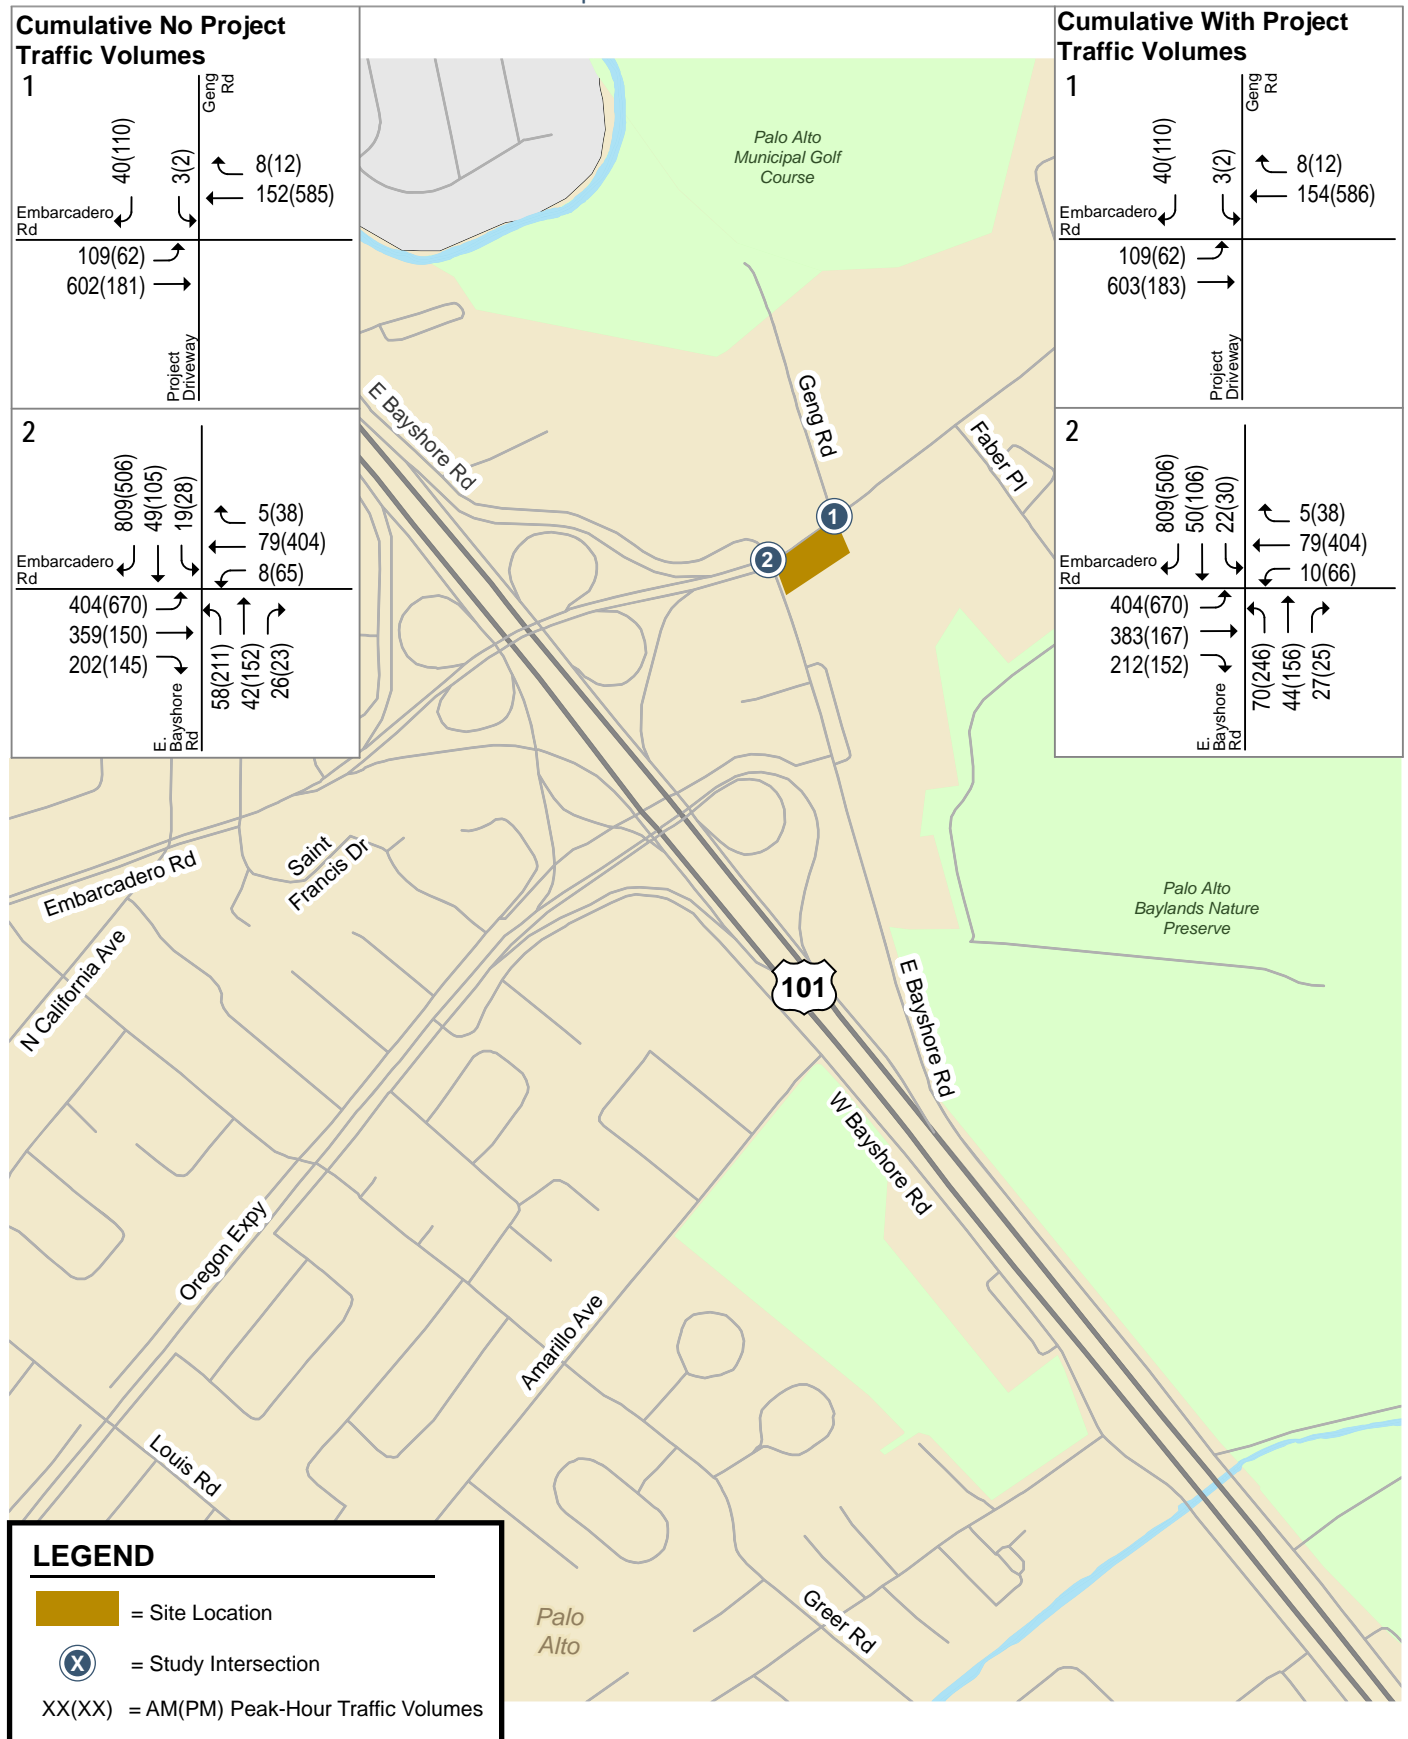 Cumulative No Project
Traffic Volumes
1
Geng
Rd
40(110)
3(2)
8(12)
152(585)
Embarcadero
Rd
109(62)
602(181)
Project
Driveway
2
809(506)
49(105)
19(28)
5(38)
79(404)
8(65)
Embarcadero
Rd
404(670)
359(150)
202(145)
58(211)
42(152)
26(23)
E.
Bayshore
Rd
Cumulative With Project
Traffic Volumes
1
Geng
Rd
40(110)
3(2)
8(12)
154(586)
Embarcadero
Rd
109(62)
603(183)
Project
Driveway
2
809(506)
50(106)
22(30)
5(38)
79(404)
10(66)
Embarcadero
Rd
404(670)
383(167)
212(152)
70(246)
44(156)
27(25)
E.
Bayshore
Rd
Palo Alto
Municipal Golf
Course
E Bayshore Rd
Geng Rd
Faber Pl
1
2
Saint
Francis Dr
Embarcadero Rd
N California Ave
Palo Alto
Baylands Nature
Preserve
101
E Bayshore Rd
W Bayshore Rd
Oregon Expy
Amarillo Ave
Louis Rd
Greer Rd
Palo
Alto
LEGEND
= Site Location
X
= Study Intersection
XX(XX) = AM(PM) Peak-Hour Traffic Volumes